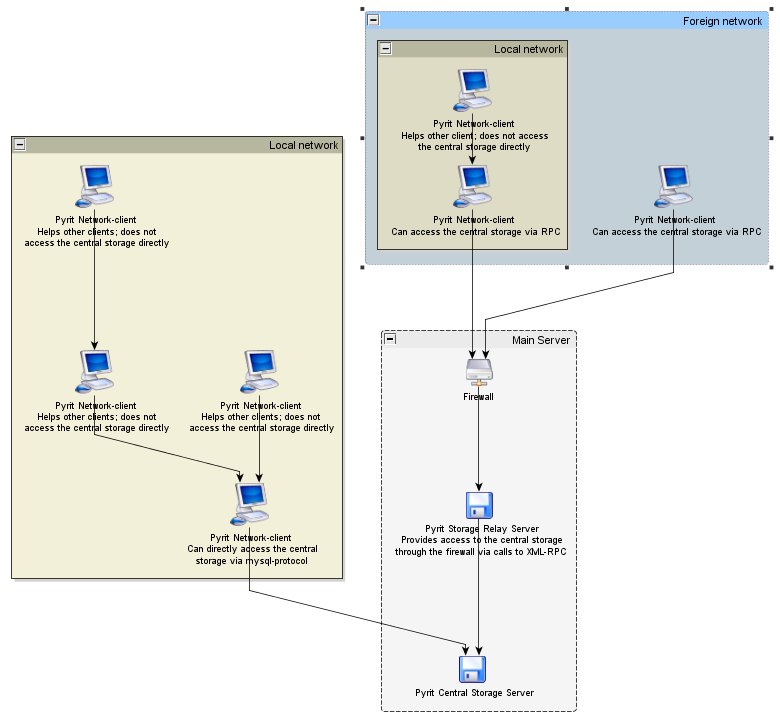 Foreign network
Local network
Pyrit Network-client
Helps other client; does not access
the central storage directly
Pyrit Network-client
Can access the central storage via RPC
Pyrit Network-client
Can access the central storage via RPC
Local network
Pyrit Network-client
Helps other clients; does not
access the central storage directly
Pyrit Network-client
Helps other clients; does not
access the central storage directly
Pyrit Network-client
Helps other clients; does not
access the central storage directly
Pyrit Network-client
Can directly access the central
storage via mysql-protocol
Main Server
Firewall
Pyrit Storage Relay Server
Provides access to the central storage
through the firewall via calls to XML-RPC
Pyrit Central Storage Server